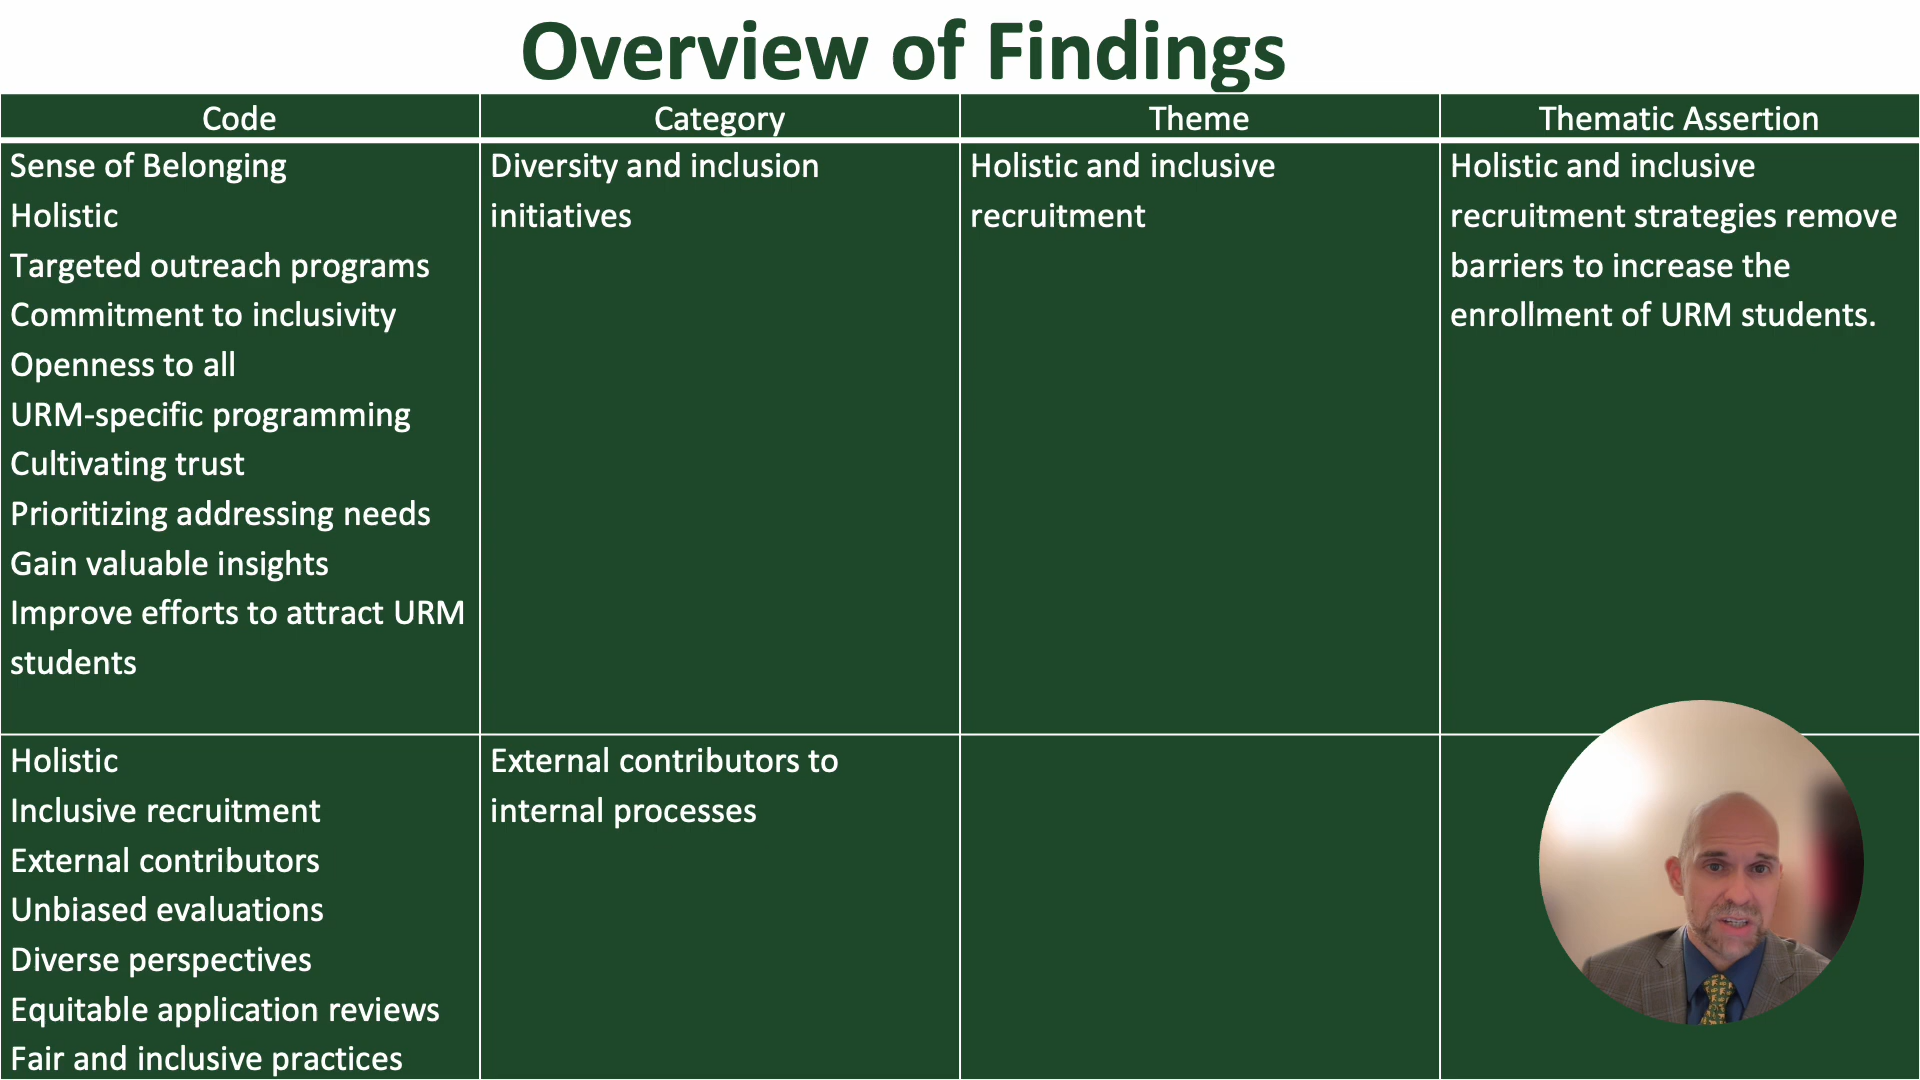 Overview of Findings
Code
Category
Theme
Thematic Assertion
Sense of Belonging
Holistic
Targeted outreach programs
Commitment to inclusivity
Openness to all
URM-specific programming
Cultivating trust
Prioritizing addressing needs
Gain valuable insights
Improve efforts to attract URM
students
Diversity and inclusion
initiatives
Holistic and inclusive
recruitment
Holistic and inclusive
recruitment strategies remove
barriers to increase the
enrollment of URM students.
Holistic
Inclusive recruitment
External contributors
Unbiased evaluations
Diverse perspectives
Equitable application reviews
Fair and inclusive practices
External contributors to
internal processes